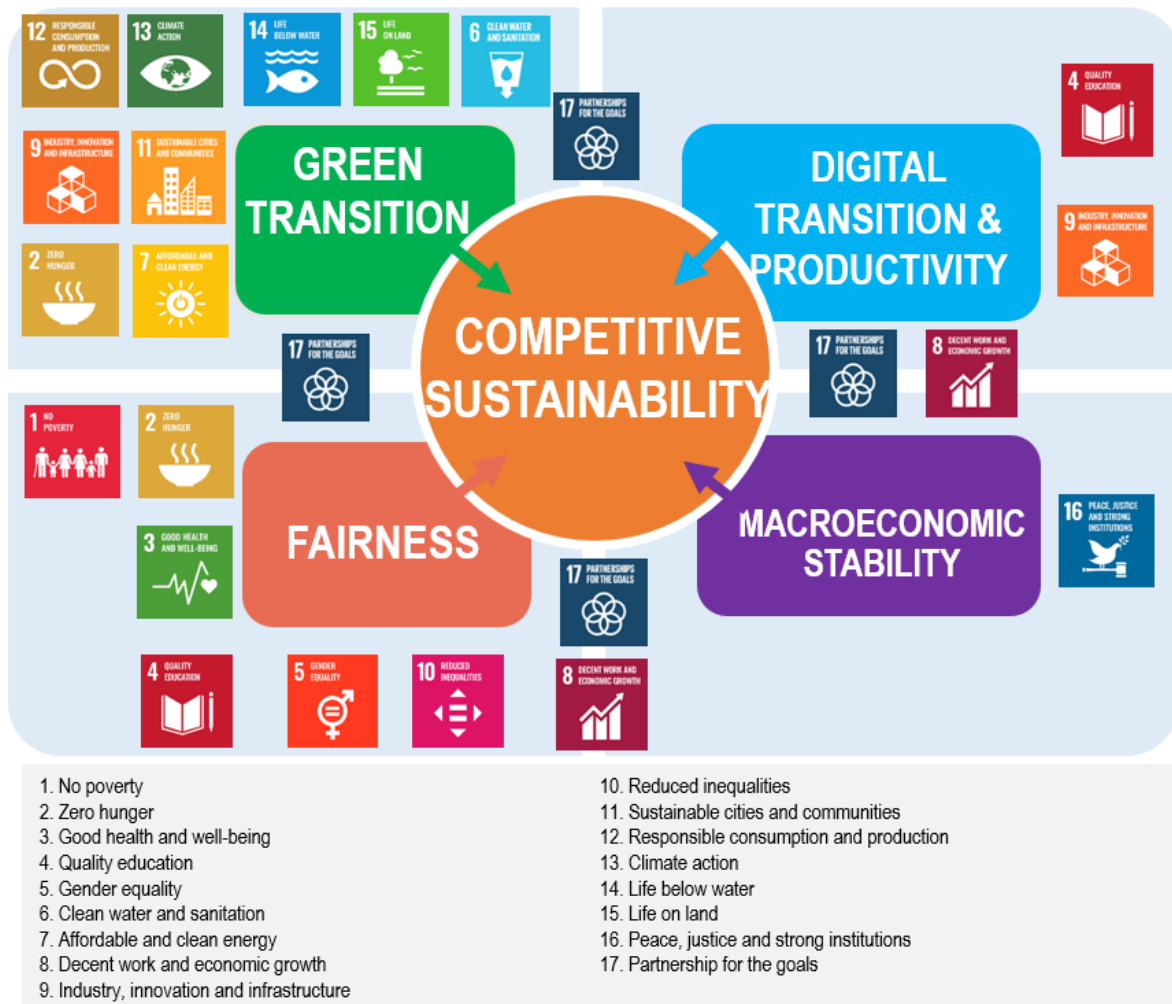 12 RESPONSIBLE
CONSUMPTION
AND PRODUCTION
13 CLIMATE
ACTION
14 LIFE
BELOW WATER
15 LIFE
ON LAND
6 CLEAN WATER
AND SANITATION
17 PARTNERSHIPS
FOR THE GOALS
4 QUALITY
EDUCATION
9 INDUSTRY, INNOVATION
AND INFRASTRUCTURE
11 SUSTAINABLE CITIES
AND COMMUNITIES
GREEN
TRANSITION
DIGITAL
TRANSITION &
PRODUCTIVITY
9 INDUSTRY, INNOVATION
AND INFRASTRUCTURE
2 ZERO
HUNGER
7 AFFORDABLE AND
CLEAN ENERGY
COMPETITIVE
SUSTAINABILITY
17 PARTNERSHIPS
FOR THE GOALS
17 PARTNERSHIPS
FOR THE GOALS
8 DECENT WORK AND
ECONOMIC GROWTH
1 NO
POVERTY
2 ZERO
HUNGER
3 GOOD HEALTH
AND WELL-BEING
FAIRNESS
MACROECONOMIC
STABILITY
16 PEACE, JUSTICE
AND STRONG
INSTITUTIONS
17 PARTNERSHIPS
FOR THE GOALS
4 QUALITY
EDUCATION
5 GENDER
EQUALITY
10 REDUCED
INEQUALITIES
8 DECENT WORK AND
ECONOMIC GROWTH
1. No poverty
2. Zero hunger
3. Good health and well-being
4. Quality education
5. Gender equality
6. Clean water and sanitation
7. Affordable and clean energy
8. Decent work and economic growth
9. Industry, innovation and infrastructure
10. Reduced inequalities
11. Sustainable cities and communities
12. Responsible consumption and production
13. Climate action
14. Life below water
15. Life on land
16. Peace, justice and strong institutions
17. Partnership for the goals